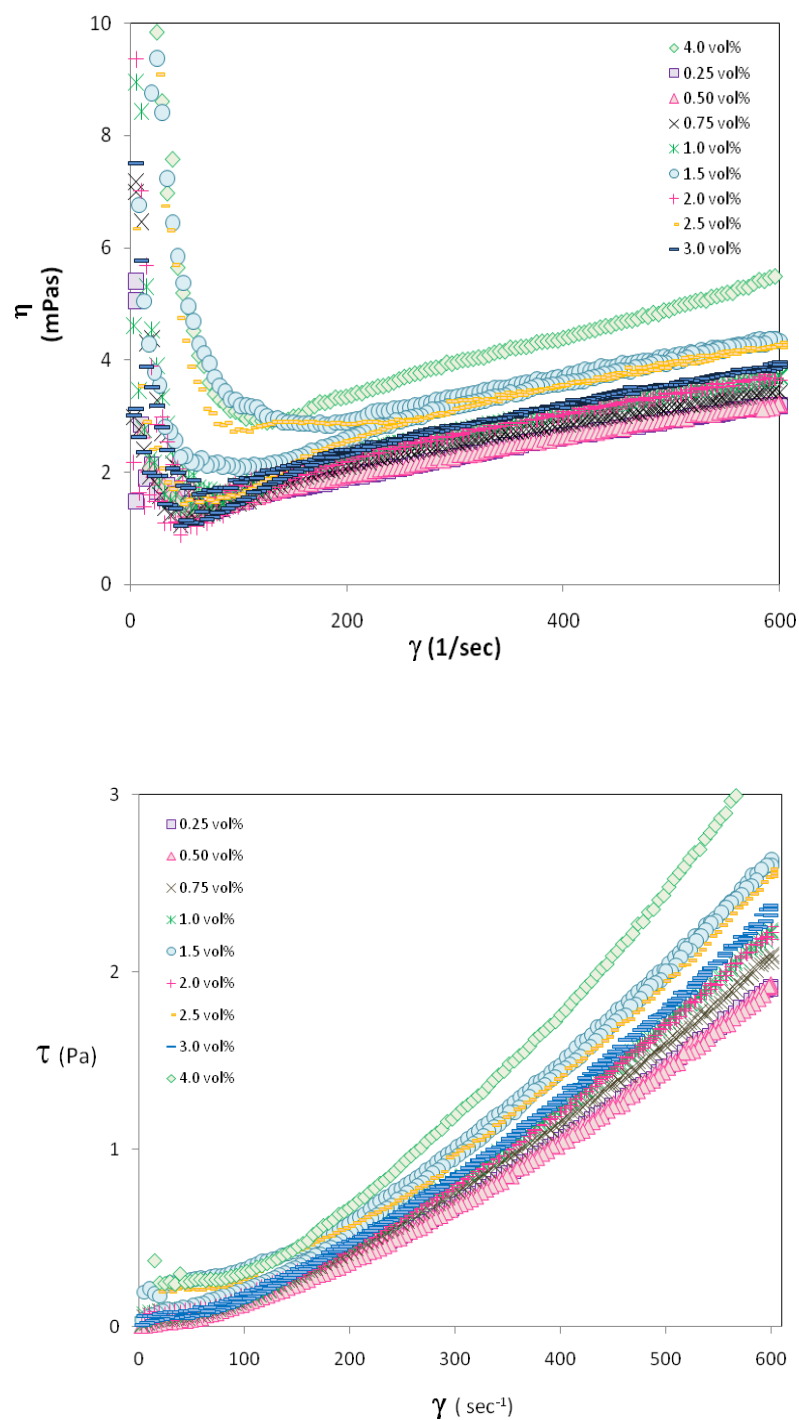 10
8
6
4
2
0
η
(mPas)
4.0 vol%
0.25 vol%
0.50 vol%
0.75 vol%
1.0 vol%
1.5 vol%
2.0 vol%
2.5 vol%
3.0 vol%
0 200 400 600
γ (1/sec)
3
2
1
0
τ (Pa)
0.25 vol%
0.50 vol%
0.75 vol%
1.0 vol%
1.5 vol%
2.0 vol%
2.5 vol%
3.0 vol%
4.0 vol%
0 100 200 300 400 500 600
γ ( sec⁻¹)